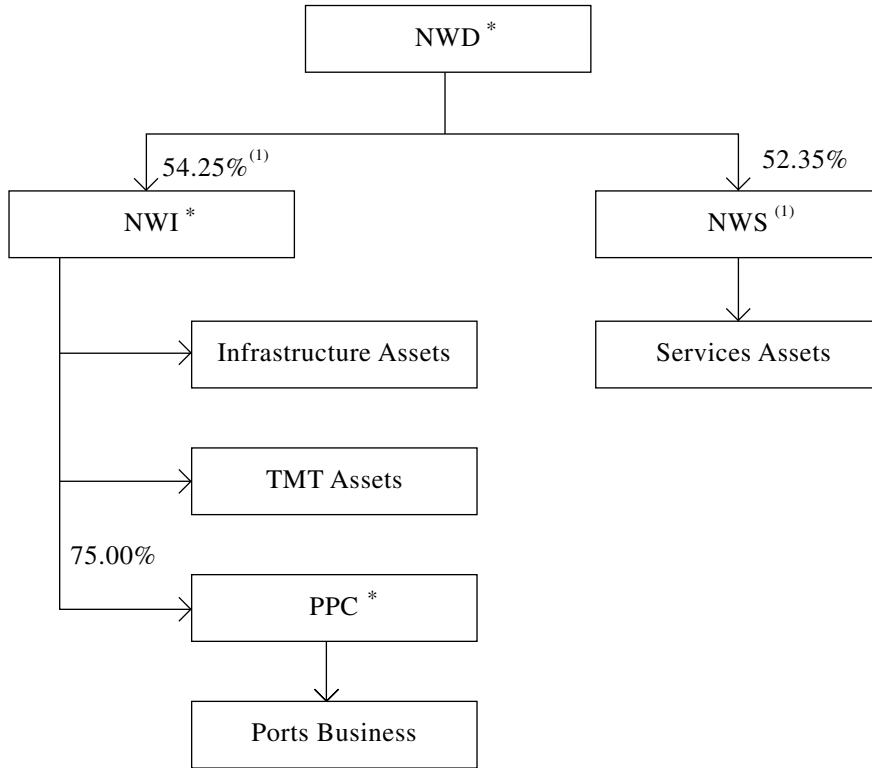 NWD *
54.25% (1)
52.35%
NWI *
NWS (1)
Infrastructure Assets
Services Assets
TMT Assets
75.00%
PPC *
Ports Business